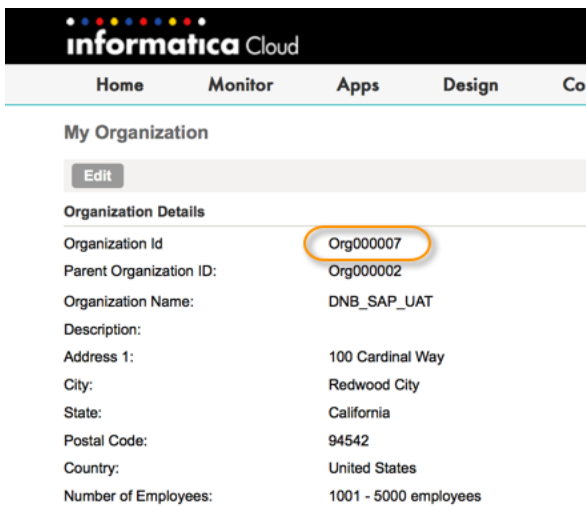 informatica Cloud
Home Monitor Apps Design Co
My Organization
Edit
Organization Details
Organization Id Org000007
Parent Organization ID: Org000002
Organization Name: DNB_SAP_UAT
Description:
Address 1: 100 Cardinal Way
City: Redwood City
State: California
Postal Code: 94542
Country: United States
Number of Employees: 1001 - 5000 employees